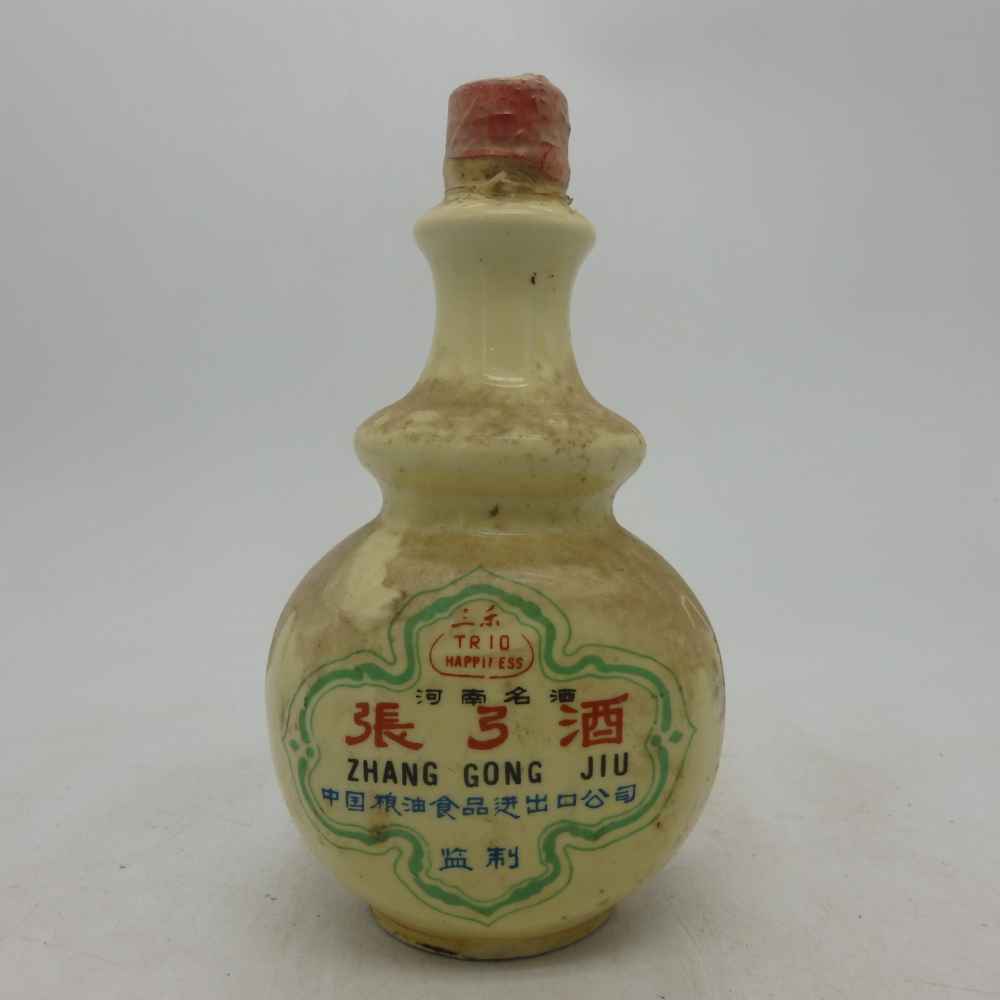 三乐
TRIO
HAPPINESS
河南名酒
張弓酒
ZHANG GONG JIU
中国粮油食品进出口公司
监制